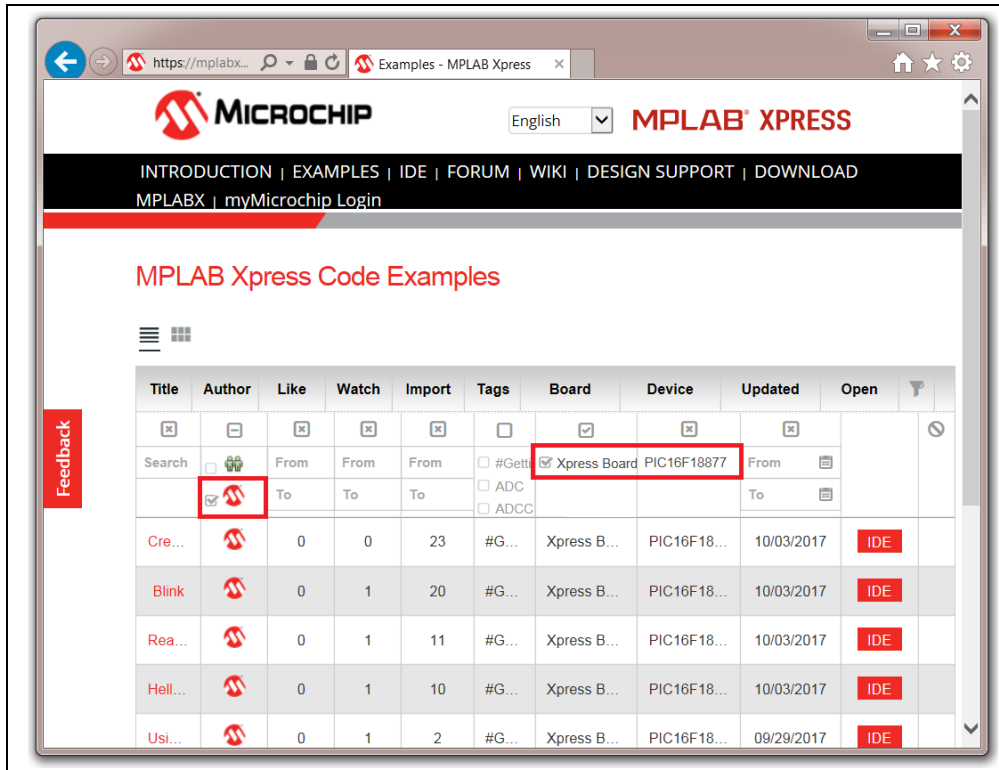 https://mplabx...
Examples - MPLAB Xpress
MICROCHIP
English
MPLAB® XPRESS
INTRODUCTION | EXAMPLES | IDE | FORUM | WIKI | DESIGN SUPPORT | DOWNLOAD
MPLABX | myMicrochip Login
MPLAB Xpress Code Examples
Feedback
Title Author Like Watch Import Tags Board Device Updated Open
Search From From From #Getti Xpress Board PIC16F18877 From
To To To ADC To
ADCC
Cre... 0 0 23 #G... Xpress B... PIC16F18... 10/03/2017 IDE
Blink 0 1 20 #G... Xpress B... PIC16F18... 10/03/2017 IDE
Rea... 0 1 11 #G... Xpress B... PIC16F18... 10/03/2017 IDE
Hell... 0 1 10 #G... Xpress B... PIC16F18... 10/03/2017 IDE
Usi... 0 1 2 #G... Xpress B... PIC16F18... 09/29/2017 IDE